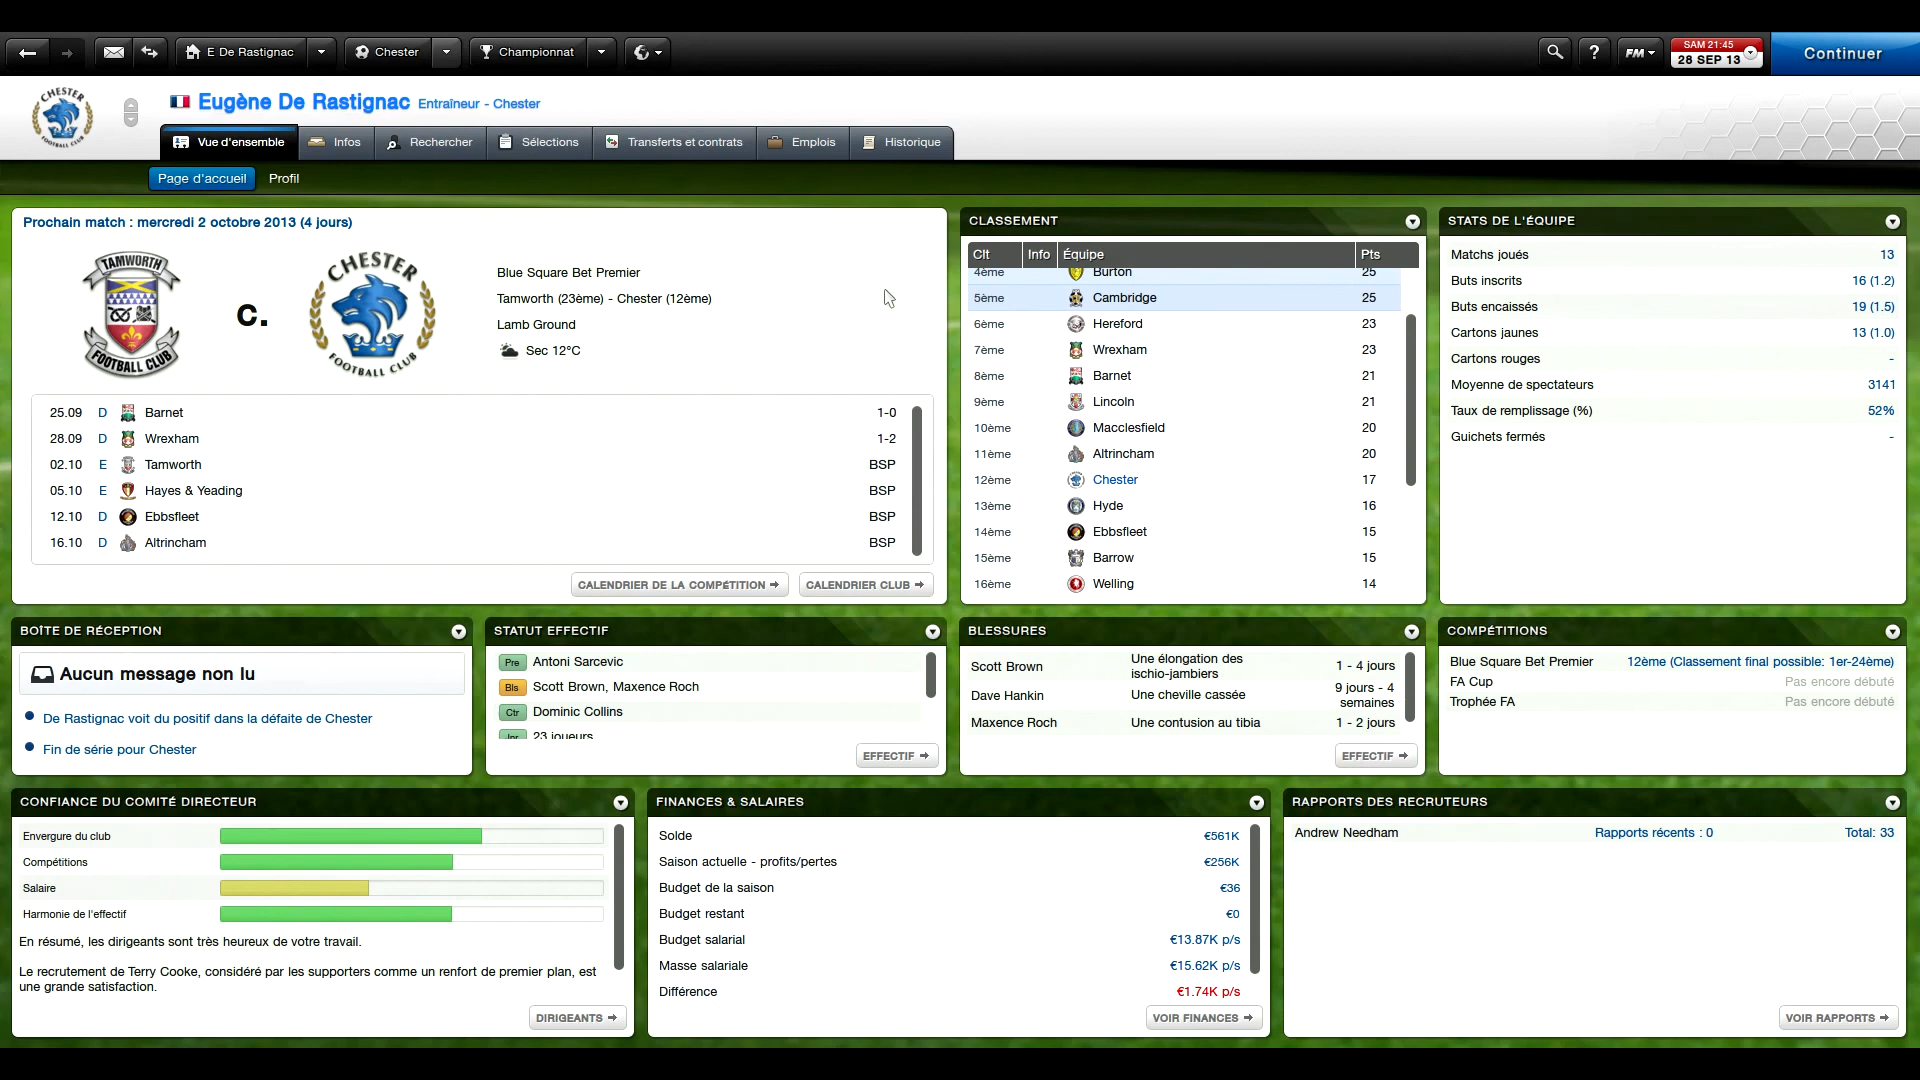 E De Rastignac
Chester
Championnat
?
FM
SAM 21:45
28 SEP 13
Continuer
CHESTER
FOOTBALL CLUB
Eugène De Rastignac Entraîneur - Chester
Vue d'ensemble
Infos
Rechercher
Sélections
Transferts et contrats
Emplois
Historique
Page d'accueil
Profil
Prochain match : mercredi 2 octobre 2013 (4 jours)
TAMWORTH
FOOTBALL CLUB
c.
CHESTER
FOOTBALL CLUB
Blue Square Bet Premier
Tamworth (23ème) - Chester (12ème)
Lamb Ground
Sec 12°C
25.09 D Barnet 1-0
28.09 D Wrexham 1-2
02.10 E Tamworth BSP
05.10 E Hayes & Yeading BSP
12.10 D Ebbsfleet BSP
16.10 D Altrincham BSP
CALENDRIER DE LA COMPÉTITION
CALENDRIER CLUB
CLASSEMENT
Clt Info Équipe Pts
4ème Burton 25
5ème Cambridge 25
6ème Hereford 23
7ème Wrexham 23
8ème Barnet 21
9ème Lincoln 21
10ème Macclesfield 20
11ème Altrincham 20
12ème Chester 17
13ème Hyde 16
14ème Ebbsfleet 15
15ème Barrow 15
16ème Welling 14
STATS DE L'ÉQUIPE
Matchs joués 13
Buts inscrits 16 (1.2)
Buts encaissés 19 (1.5)
Cartons jaunes 13 (1.0)
Cartons rouges -
Moyenne de spectateurs 3141
Taux de remplissage (%) 52%
Guichets fermés -
BOÎTE DE RÉCEPTION
Aucun message non lu
De Rastignac voit du positif dans la défaite de Chester
Fin de série pour Chester
STATUT EFFECTIF
Pre Antoni Sarcevic
Bls Scott Brown, Maxence Roch
Ctr Dominic Collins
Inr 23 joueurs
EFFECTIF
BLESSURES
Scott Brown Une élongation des ischio-jambiers 1 - 4 jours
Dave Hankin Une cheville cassée 9 jours - 4 semaines
Maxence Roch Une contusion au tibia 1 - 2 jours
EFFECTIF
COMPÉTITIONS
Blue Square Bet Premier 12ème (Classement final possible: 1er-24ème)
FA Cup Pas encore débuté
Trophée FA Pas encore débuté
CONFIANCE DU COMITÉ DIRECTEUR
Envergure du club
Compétitions
Salaire
Harmonie de l'effectif
En résumé, les dirigeants sont très heureux de votre travail.
Le recrutement de Terry Cooke, considéré par les supporters comme un renfort de premier plan, est
une grande satisfaction.
DIRIGEANTS
FINANCES & SALAIRES
Solde €561K
Saison actuelle - profits/pertes €256K
Budget de la saison €36
Budget restant €0
Budget salarial €13.87K p/s
Masse salariale €15.62K p/s
Différence €1.74K p/s
VOIR FINANCES
RAPPORTS DES RECRUTEURS
Andrew Needham Rapports récents : 0 Total: 33
VOIR RAPPORTS